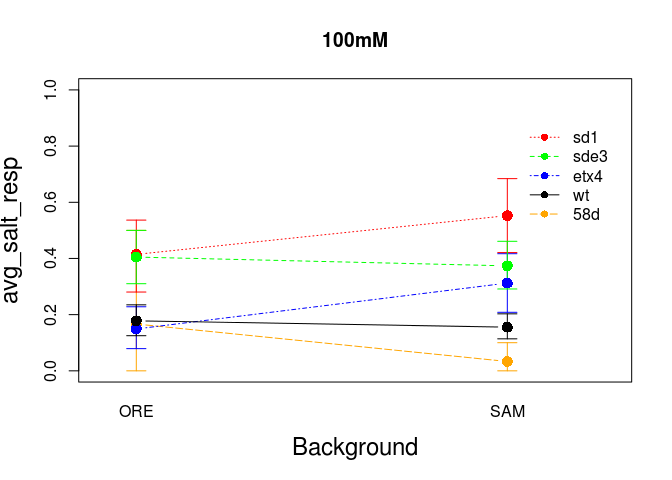 100mM
avg_salt_resp
1.0
0.8
0.6
0.4
0.2
0.0
sd1
sde3
etx4
wt
58d
ORE
SAM
Background